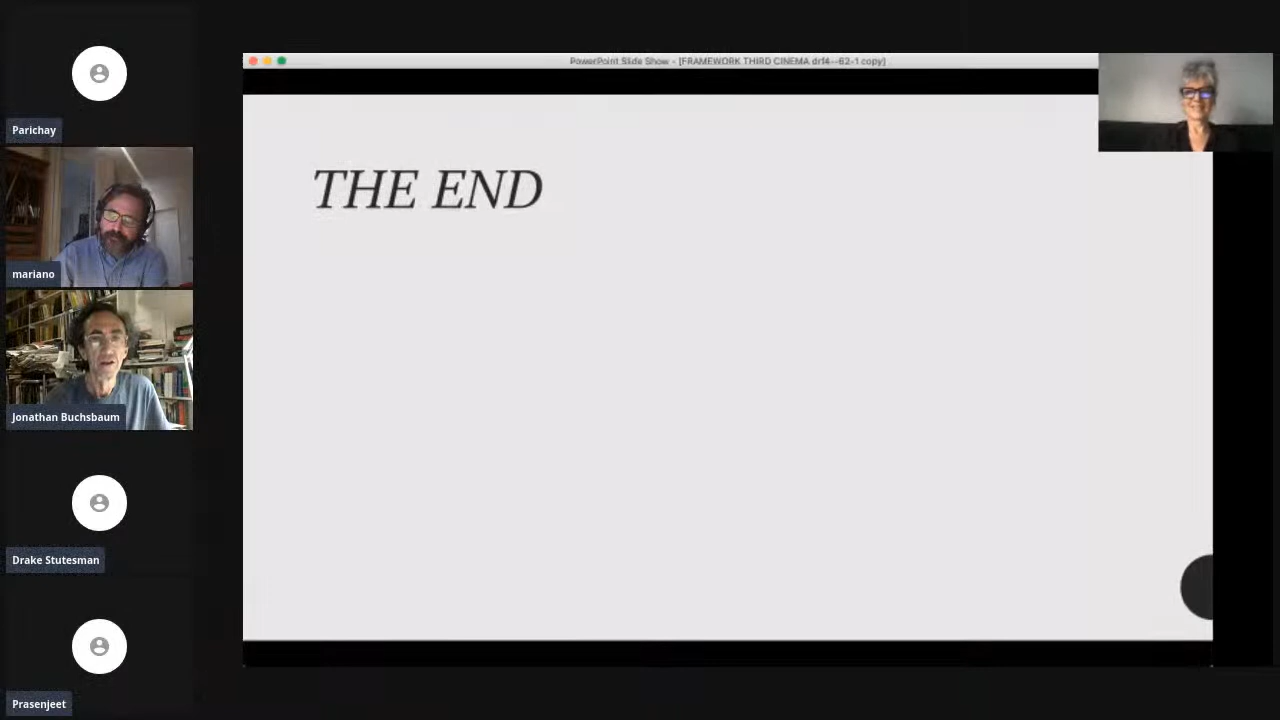 Parichay
mariano
Jonathan Buchsbaum
Drake Stutesman
Prasenjeet
PowerPoint Slide Show - [FRAMEWORK THIRD CINEMA drf4--62-1 copy]
THE END